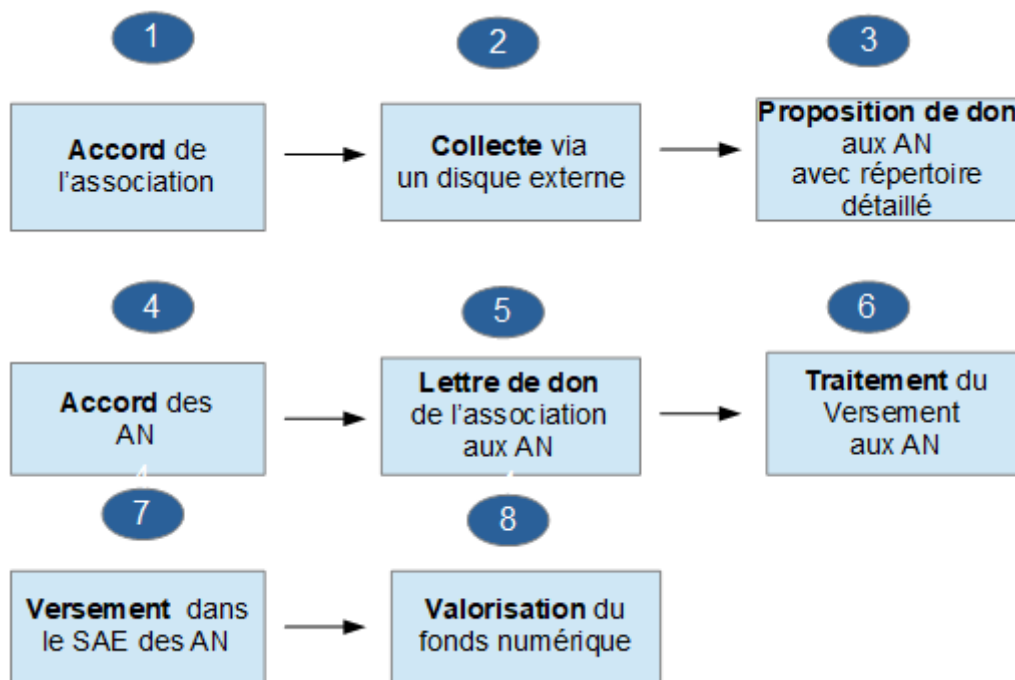 1
2
3
Accord de
l'association
Collecte via
un disque externe
Proposition de don
aux AN
avec répertoire
détaillé
4
5
6
Accord des
AN
Lettre de don
de l'association
aux AN
Traitement du
Versement
aux AN
7
8
Versement dans
le SAE des AN
Valorisation du
fonds numérique